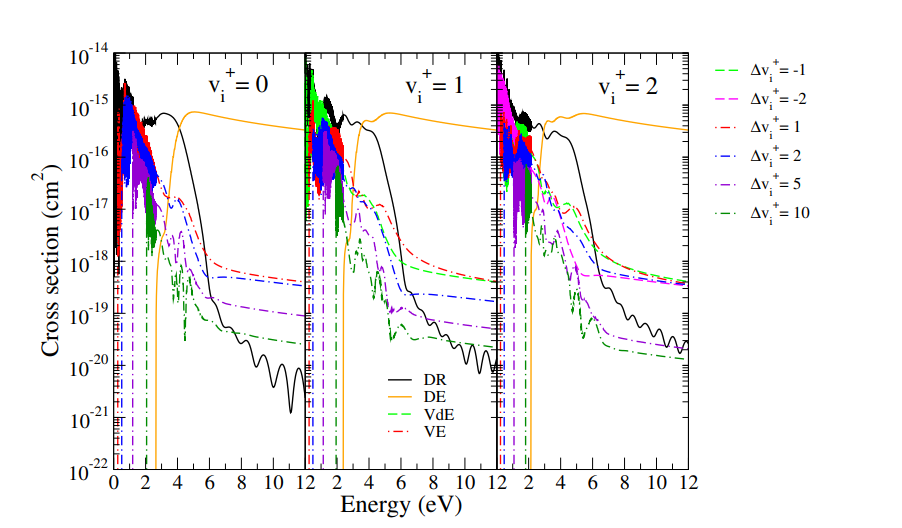 10^-14
10^-15
10^-16
10^-17
10^-18
10^-19
10^-20
10^-21
10^-22
Cross section (cm^2)
v_i^+= 0
v_i^+= 1
v_i^+= 2
DR
DE
VdE
VE
0 2 4 6 8 10 12 2 4 6 8 10 12 2 4 6 8 10 12
Energy (eV)
Δv_i^+= -1
Δv_i^+= -2
Δv_i^+= 1
Δv_i^+= 2
Δv_i^+= 5
Δv_i^+= 10